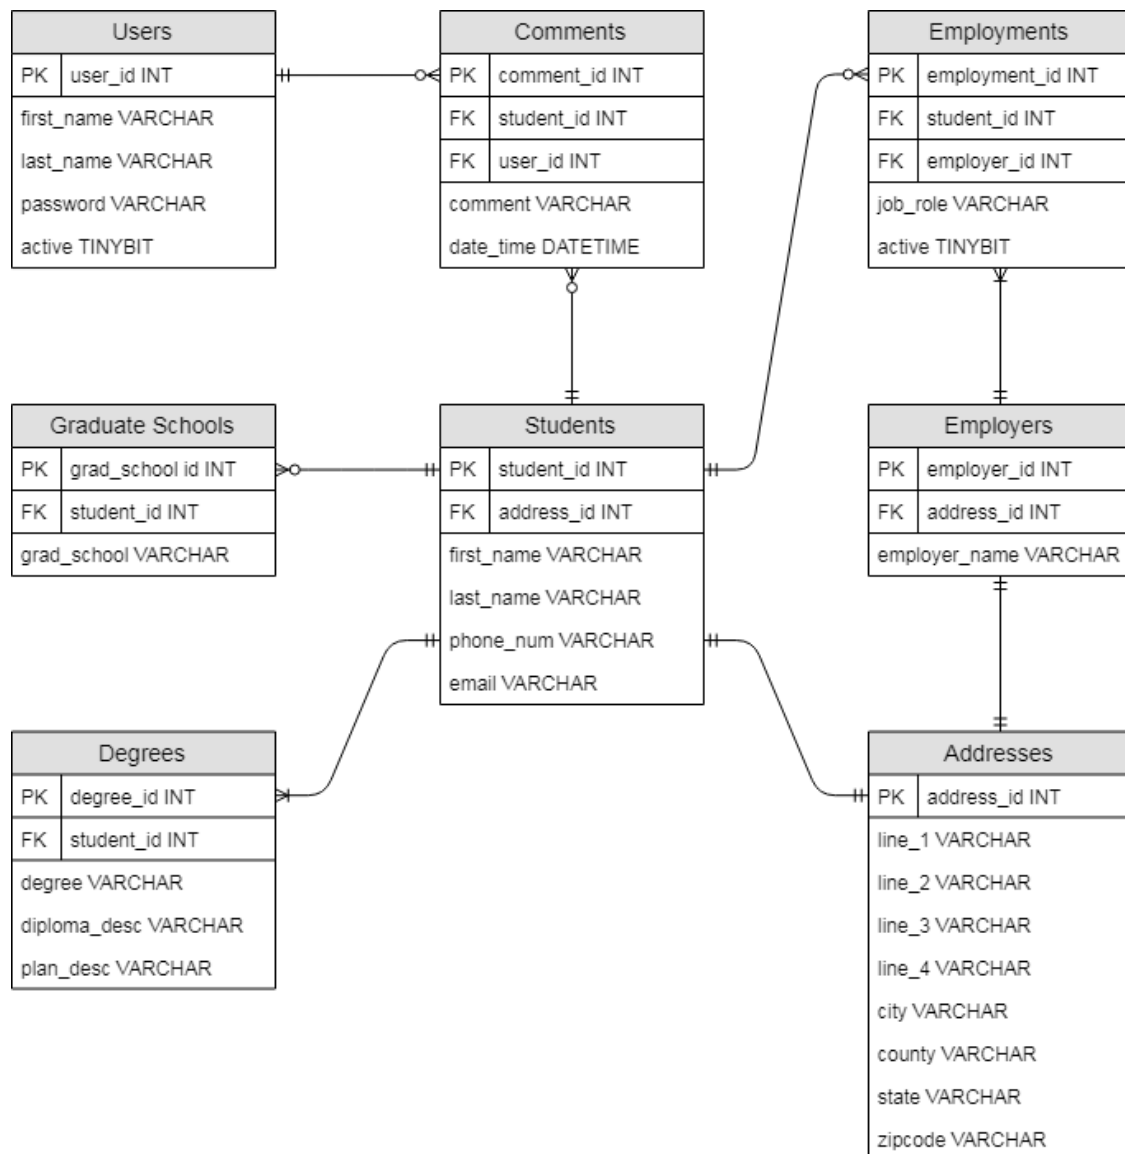 Users
PK user_id INT
first_name VARCHAR
last_name VARCHAR
password VARCHAR
active TINYBIT
Comments
PK comment_id INT
FK student_id INT
FK user_id INT
comment VARCHAR
date_time DATETIME
Employments
PK employment_id INT
FK student_id INT
FK employer_id INT
job_role VARCHAR
active TINYBIT
Graduate Schools
PK grad_school id INT
FK student_id INT
grad_school VARCHAR
Students
PK student_id INT
FK address_id INT
first_name VARCHAR
last_name VARCHAR
phone_num VARCHAR
email VARCHAR
Employers
PK employer_id INT
FK address_id INT
employer_name VARCHAR
Degrees
PK degree_id INT
FK student_id INT
degree VARCHAR
diploma_desc VARCHAR
plan_desc VARCHAR
Addresses
PK address_id INT
line_1 VARCHAR
line_2 VARCHAR
line_3 VARCHAR
line_4 VARCHAR
city VARCHAR
county VARCHAR
state VARCHAR
zipcode VARCHAR